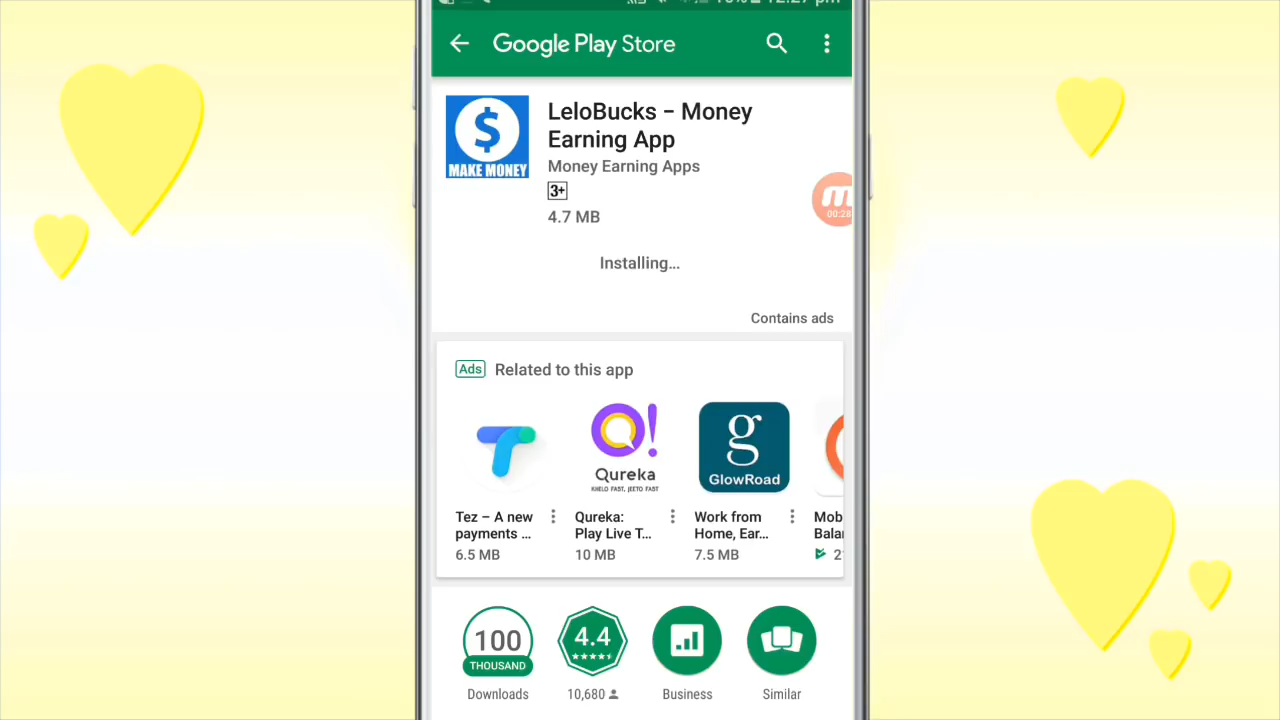 Google Play Store
LeloBucks – Money
Earning App
MAKE MONEY
Money Earning Apps
3+
4.7 MB
00:28
Installing...
Contains ads
Ads Related to this app
Qureka
KHELO FAST, JEETO FAST
g
GlowRoad
Tez – A new
payments ...
6.5 MB
Qureka:
Play Live T...
10 MB
Work from
Home, Ear...
7.5 MB
Mob
Bala
100
THOUSAND
Downloads
4.4
10,680
Business
Similar